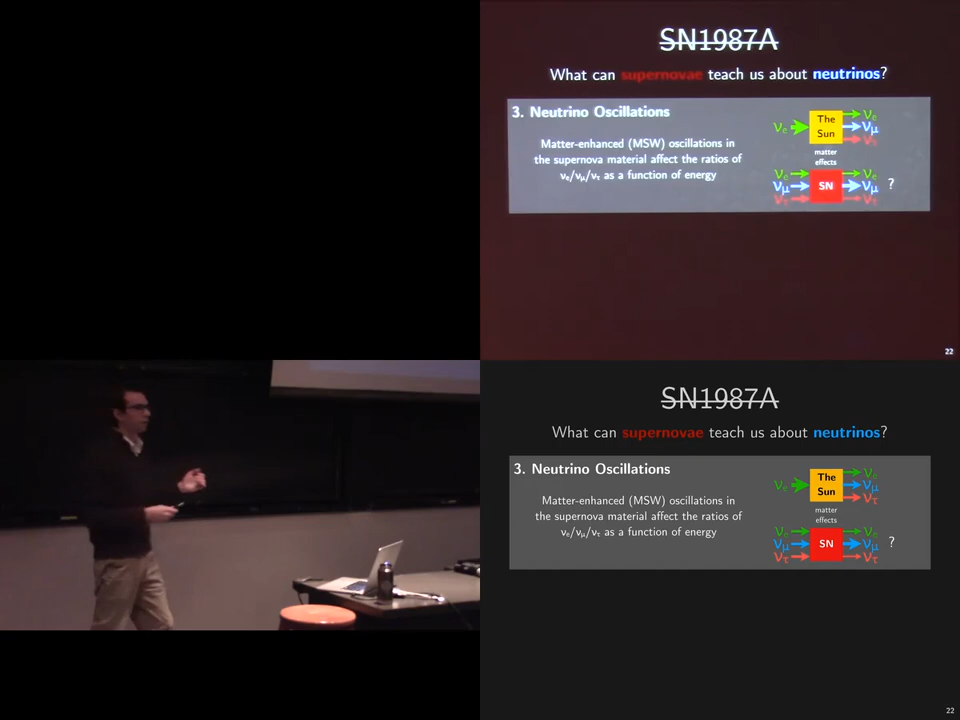 SN1987A
What can supernovae teach us about neutrinos?
3. Neutrino Oscillations
Matter-enhanced (MSW) oscillations in
the supernova material affect the ratios of
νe/νμ/ντ as a function of energy
νe
The
Sun
νe
νμ
ντ
matter
effects
νe
νμ
ντ
SN
νe
νμ
ντ
?
22
SN1987A
What can supernovae teach us about neutrinos?
3. Neutrino Oscillations
Matter-enhanced (MSW) oscillations in
the supernova material affect the ratios of
νe/νμ/ντ as a function of energy
νe
The
Sun
νe
νμ
ντ
matter
effects
νe
νμ
ντ
SN
νe
νμ
ντ
?
22